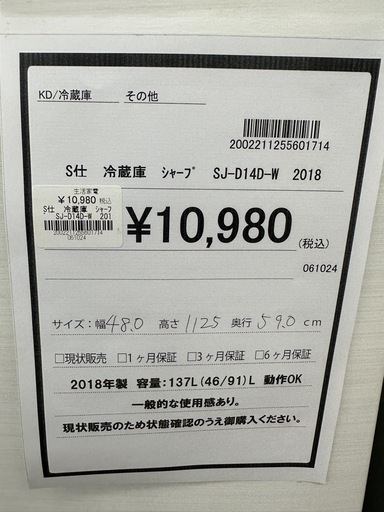 KD/冷蔵庫 その他
2002211255601714
S仕 冷蔵庫 シャープ SJ-D14D-W 2018
生活家電
¥10,980 税込
S仕 冷蔵庫 シャープ
SJ-D14D-W 201
2002211255601714
061024
¥10,980 (税込)
061024
サイズ:幅 48.0 高さ 112.5 奥行 59.0 cm
□現状販売 □1ヶ月保証 □3ヶ月保証 □6ヶ月保証
2018年製 容量:137L(46/91)L 動作OK
一般的な使用感あり。
現状販売のため状態確認のうえ御購入ください。